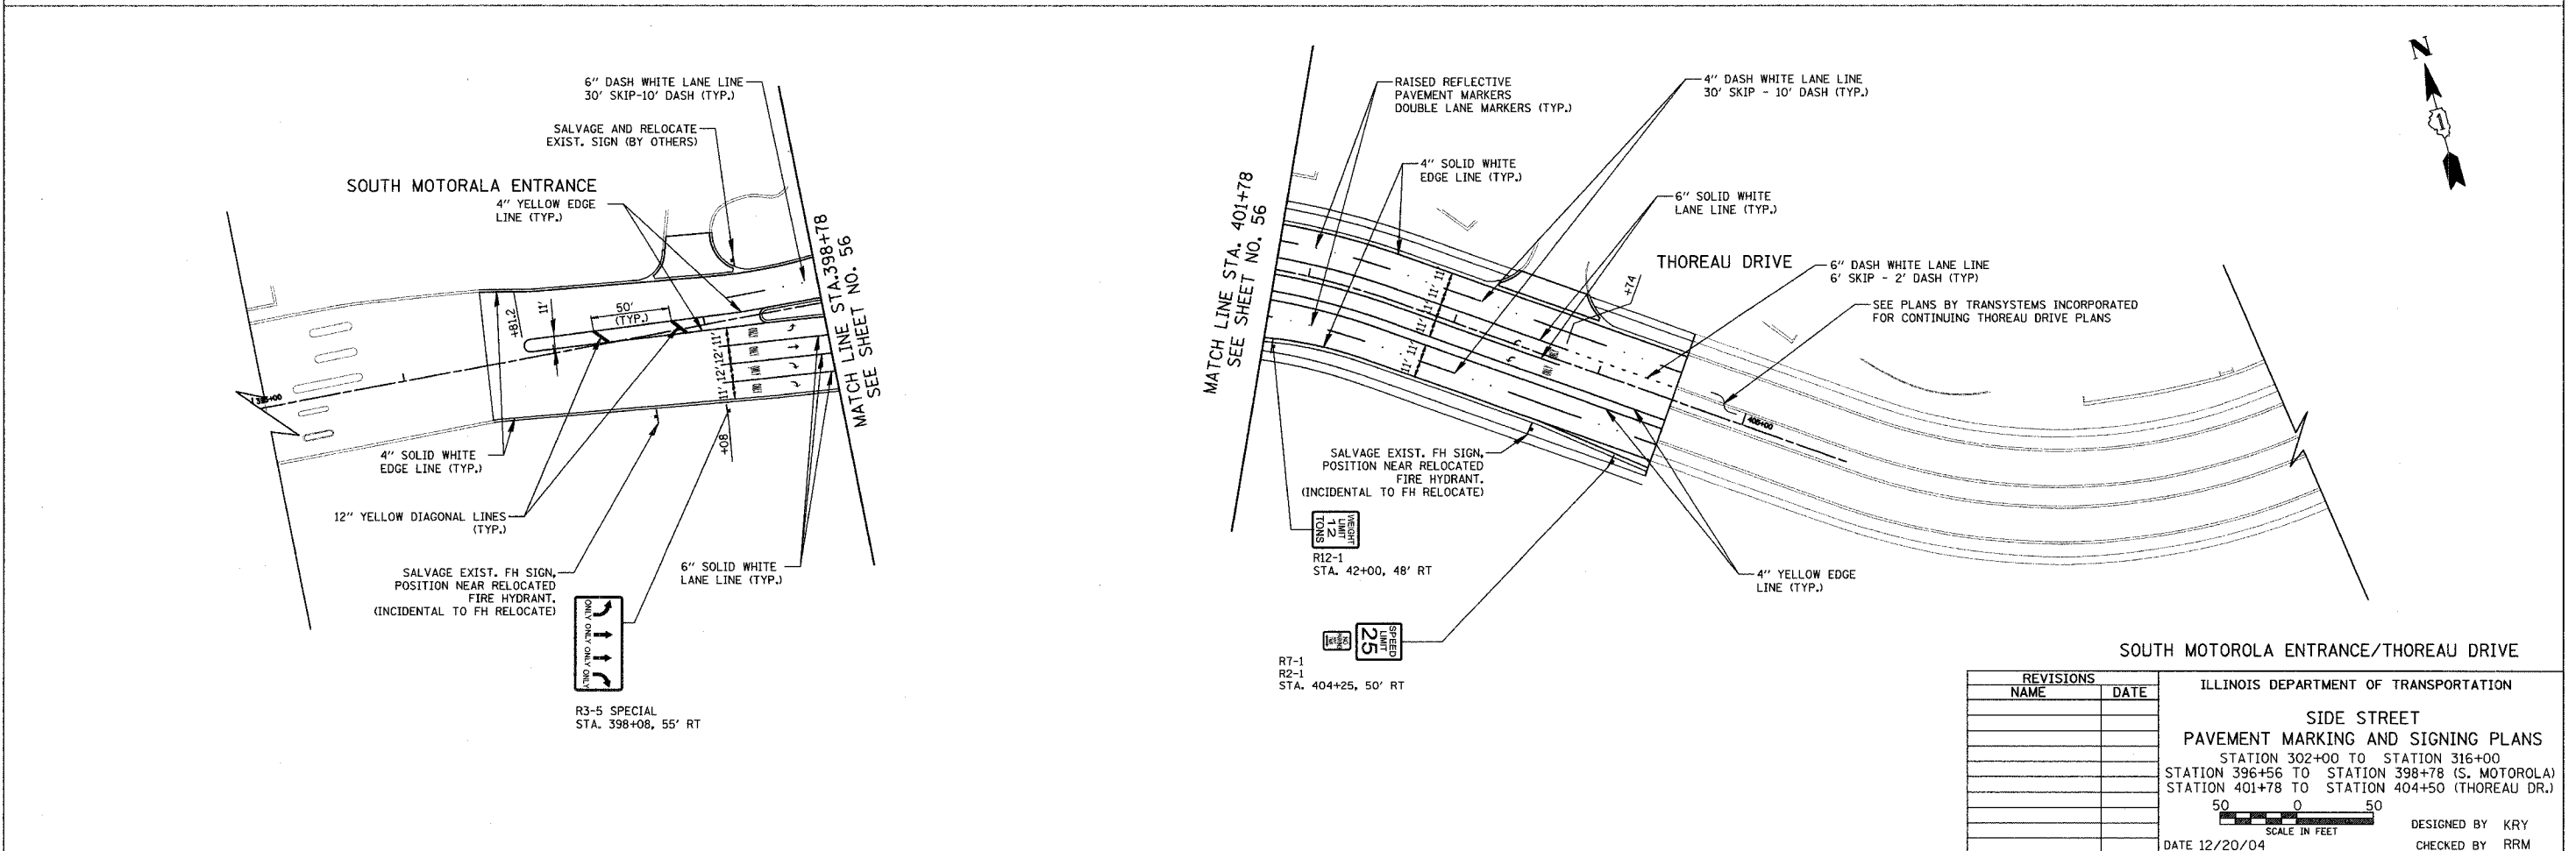 6" DASH WHITE LANE LINE
30' SKIP-10' DASH (TYP.)
SALVAGE AND RELOCATE
EXIST. SIGN (BY OTHERS)
SOUTH MOTORALA ENTRANCE
4" YELLOW EDGE
LINE (TYP.)
+81.2
11'
50'
(TYP.)
11' 12' 12' 11'
+08
MATCH LINE STA.398+78
SEE SHEET NO. 56
4" SOLID WHITE
EDGE LINE (TYP.)
12" YELLOW DIAGONAL LINES
(TYP.)
SALVAGE EXIST. FH SIGN,
POSITION NEAR RELOCATED
FIRE HYDRANT.
(INCIDENTAL TO FH RELOCATE)
6" SOLID WHITE
LANE LINE (TYP.)
ONLY ONLY ONLY ONLY
R3-5 SPECIAL
STA. 398+08, 55' RT
RAISED REFLECTIVE
PAVEMENT MARKERS
DOUBLE LANE MARKERS (TYP.)
4" DASH WHITE LANE LINE
30' SKIP - 10' DASH (TYP.)
4" SOLID WHITE
EDGE LINE (TYP.)
6" SOLID WHITE
LANE LINE (TYP.)
MATCH LINE STA. 401+78
SEE SHEET NO. 56
11' 11' 11'
11' 11'
+74
THOREAU DRIVE
6" DASH WHITE LANE LINE
6' SKIP - 2' DASH (TYP)
SEE PLANS BY TRANSYSTEMS INCORPORATED
FOR CONTINUING THOREAU DRIVE PLANS
SALVAGE EXIST. FH SIGN,
POSITION NEAR RELOCATED
FIRE HYDRANT.
(INCIDENTAL TO FH RELOCATE)
WEIGHT
LIMIT
12
TONS
R12-1
STA. 42+00, 48' RT
4" YELLOW EDGE
LINE (TYP.)
SPEED
LIMIT
25
R7-1
R2-1
STA. 404+25, 50' RT
N
1
SOUTH MOTOROLA ENTRANCE/THOREAU DRIVE
REVISIONS
NAME DATE
ILLINOIS DEPARTMENT OF TRANSPORTATION
SIDE STREET
PAVEMENT MARKING AND SIGNING PLANS
STATION 302+00 TO STATION 316+00
STATION 396+56 TO STATION 398+78 (S. MOTOROLA)
STATION 401+78 TO STATION 404+50 (THOREAU DR.)
50 0 50
SCALE IN FEET
DESIGNED BY KRY
DATE 12/20/04
CHECKED BY RRM